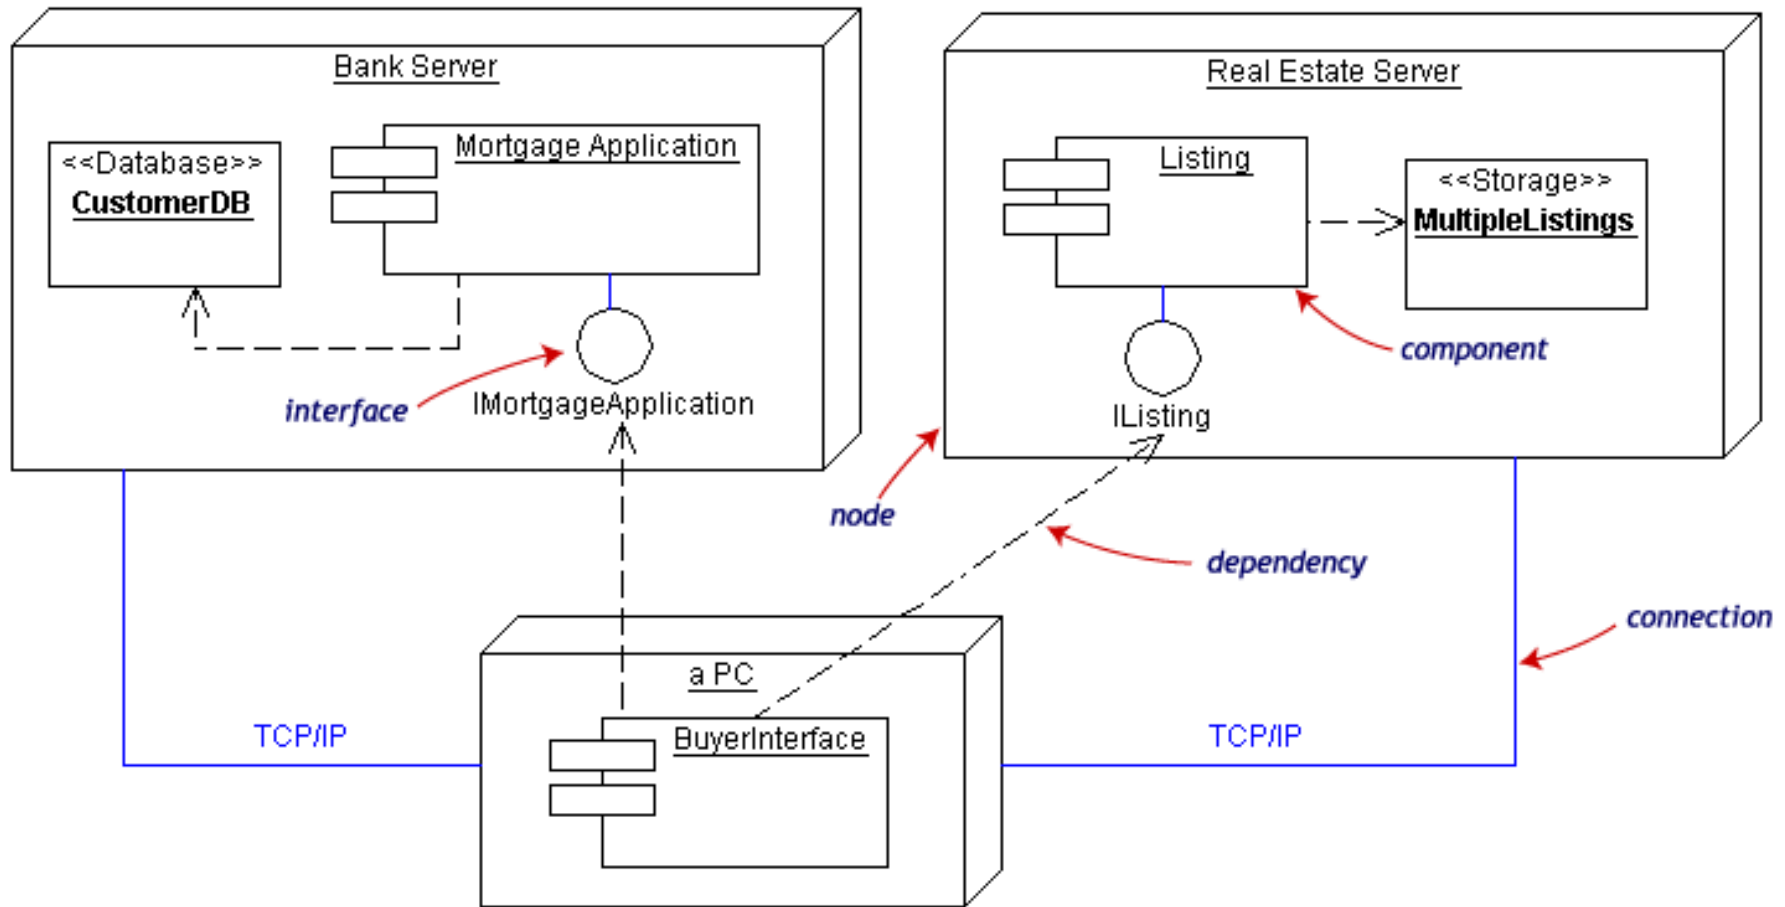 Bank Server
<<Database>>
CustomerDB
Mortgage Application
interface
IMortgageApplication
Real Estate Server
Listing
<<Storage>>
MultipleListings
component
IListing
node
dependency
connection
a PC
BuyerInterface
TCP/IP
TCP/IP